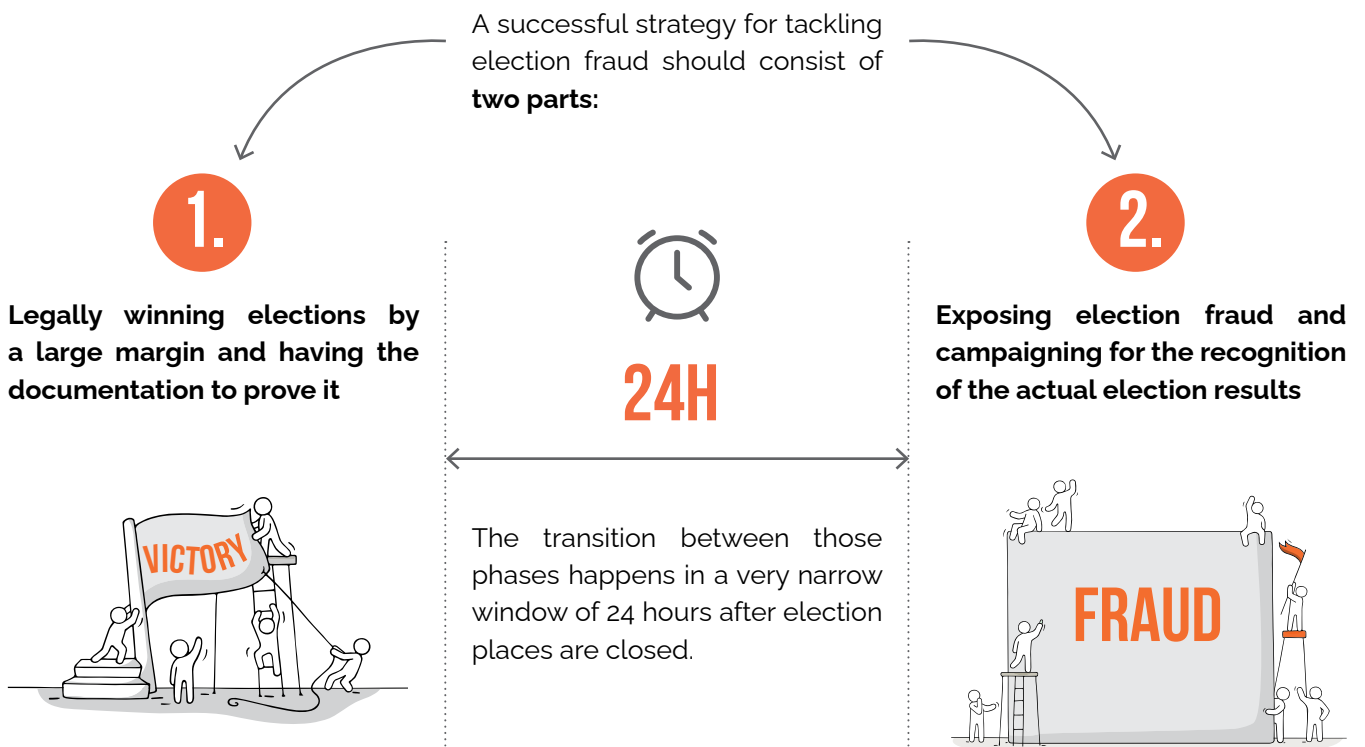 A successful strategy for tackling
election fraud should consist of
two parts:
1.
Legally winning elections by
a large margin and having the
documentation to prove it
VICTORY
24H
The transition between those
phases happens in a very narrow
window of 24 hours after election
places are closed.
2.
Exposing election fraud and
campaigning for the recognition
of the actual election results
FRAUD